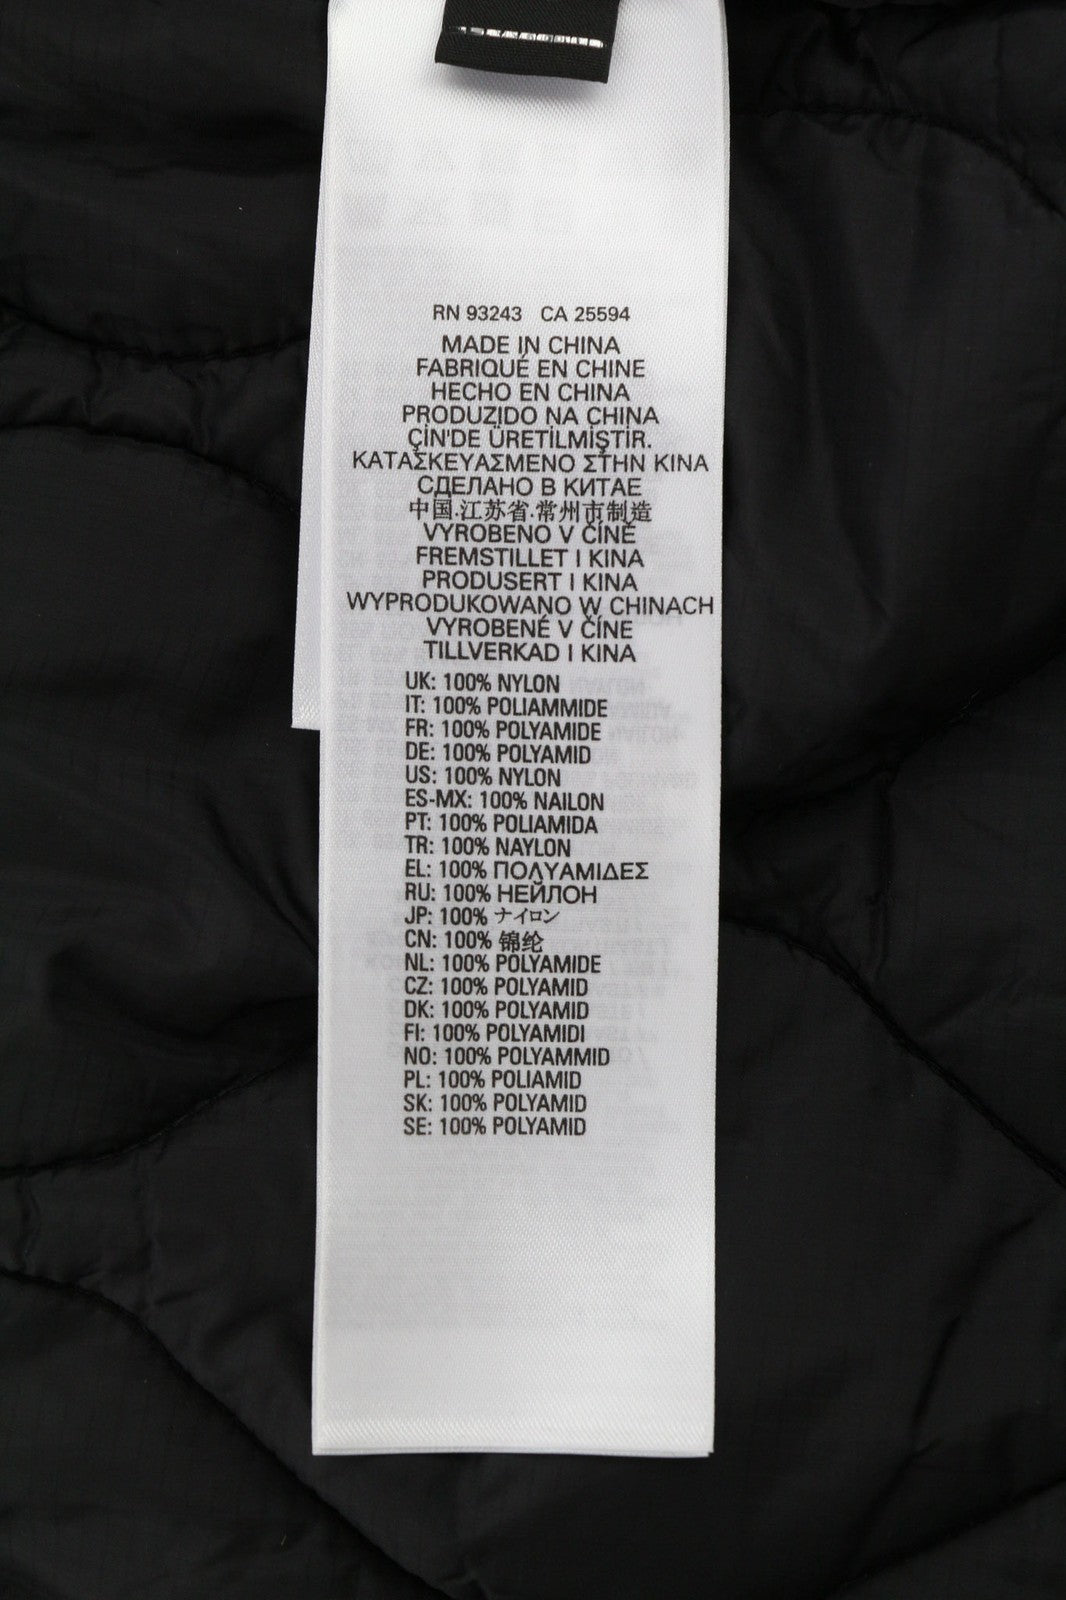 RN 93243 CA 25594
MADE IN CHINA
FABRIQUÉ EN CHINE
HECHO EN CHINA
PRODUZIDO NA CHINA
ÇİN'DE ÜRETİLMİŞTİR.
ΚΑΤΑΣΚΕΥΑΣΜΕΝΟ ΣΤΗΝ ΚΙΝΑ
СДЕЛАНО В КИТАЕ
中国.江苏省.常州市制造
VYROBENO V ČÍNĚ
FREMSTILLET I KINA
PRODUSERT I KINA
WYPRODUKOWANO W CHINACH
VYROBENÉ V ČÍNE
TILLVERKAD I KINA
UK: 100% NYLON
IT: 100% POLIAMMIDE
FR: 100% POLYAMIDE
DE: 100% POLYAMID
US: 100% NYLON
ES-MX: 100% NAILON
PT: 100% POLIAMIDA
TR: 100% NAYLON
EL: 100% ΠΟΛΥΑΜΙΔΕΣ
RU: 100% НЕЙЛОН
JP: 100% ナイロン
CN: 100% 锦纶
NL: 100% POLYAMIDE
CZ: 100% POLYAMID
DK: 100% POLYAMID
FI: 100% POLYAMIDI
NO: 100% POLYAMMID
PL: 100% POLIAMID
SK: 100% POLYAMID
SE: 100% POLYAMID